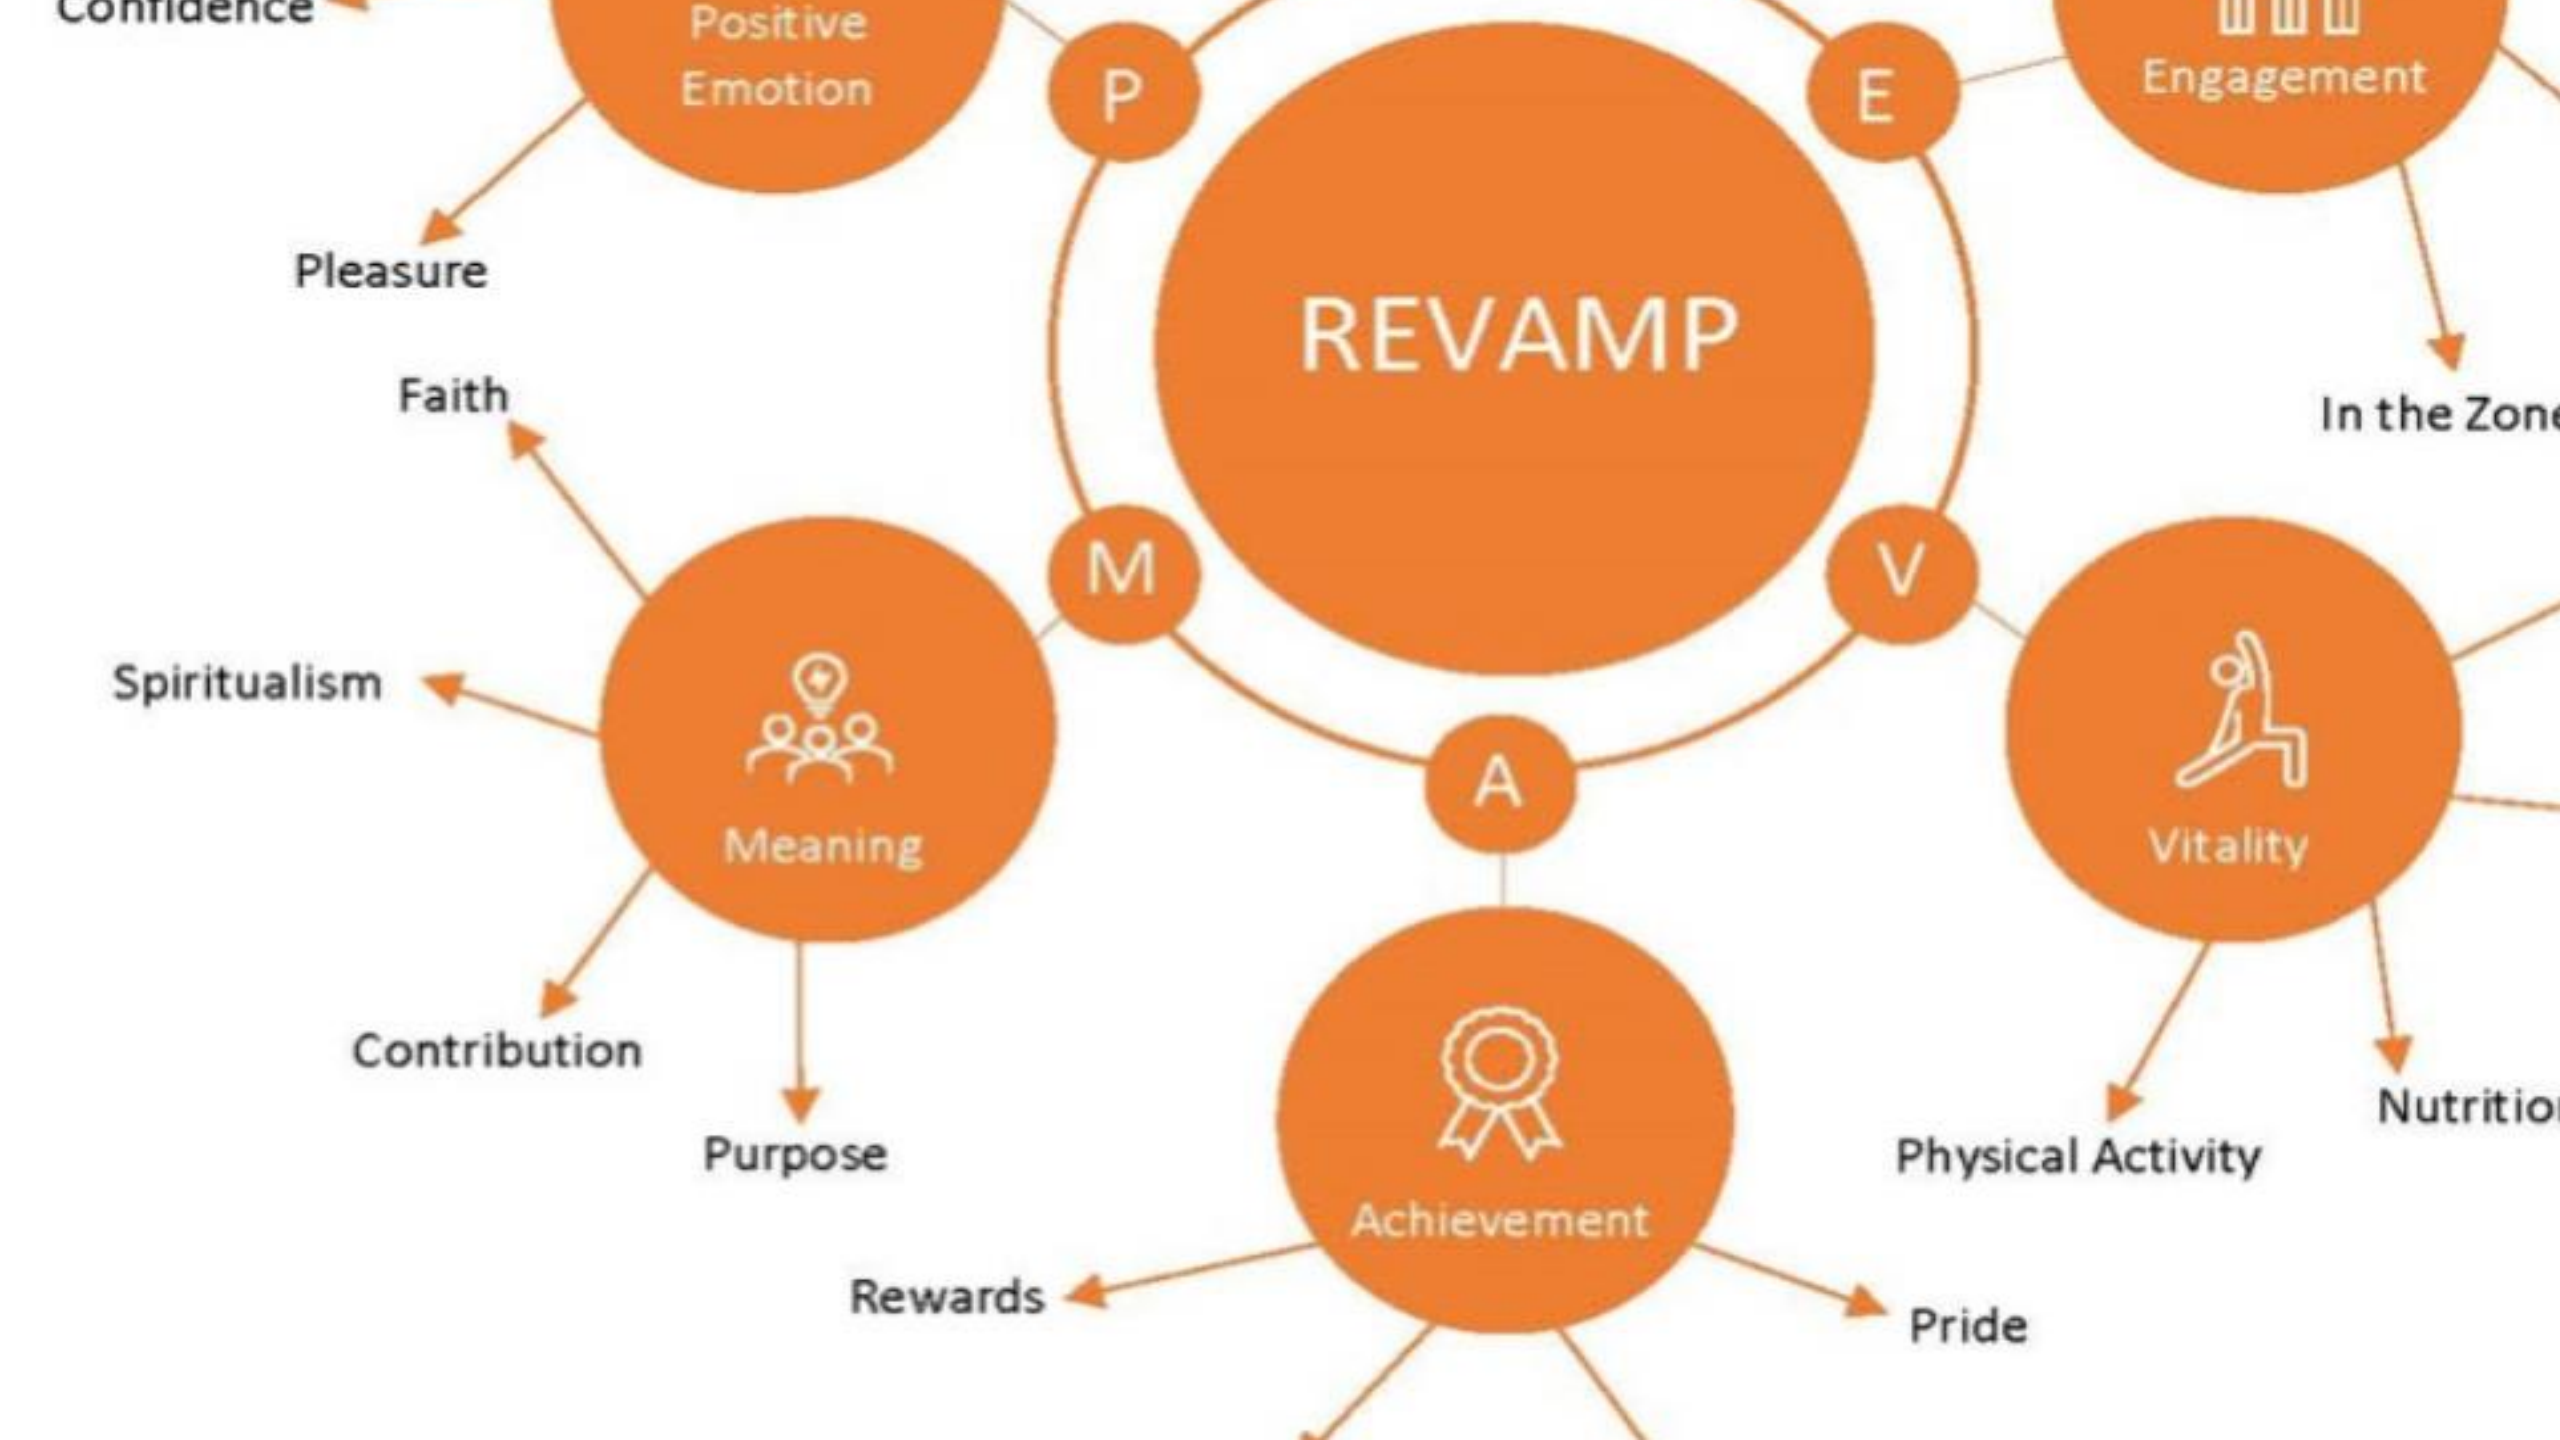 Confidence
Positive
Emotion
P
E
Engagement
Pleasure
REVAMP
Faith
In the Zone
M
V
Spiritualism
A
Meaning
Vitality
Contribution
Purpose
Nutrition
Physical Activity
Achievement
Rewards
Pride